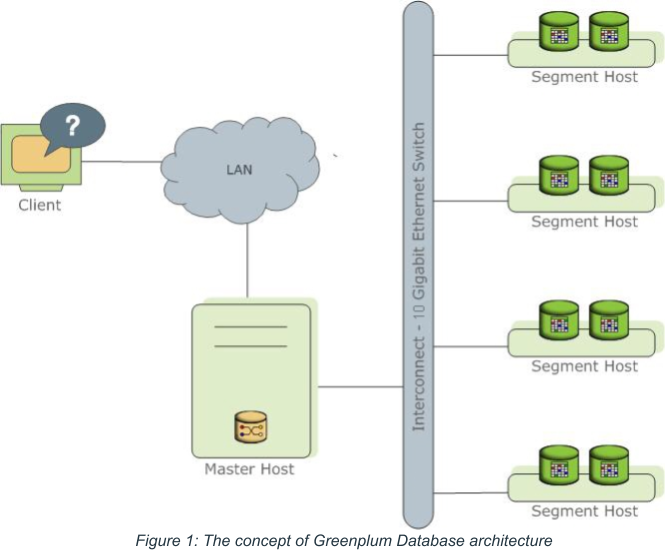 Segment Host
?
LAN
Client
Segment Host
Interconnect - 10 Gigabit Ethernet Switch
Segment Host
Master Host
Segment Host
Figure 1: The concept of Greenplum Database architecture